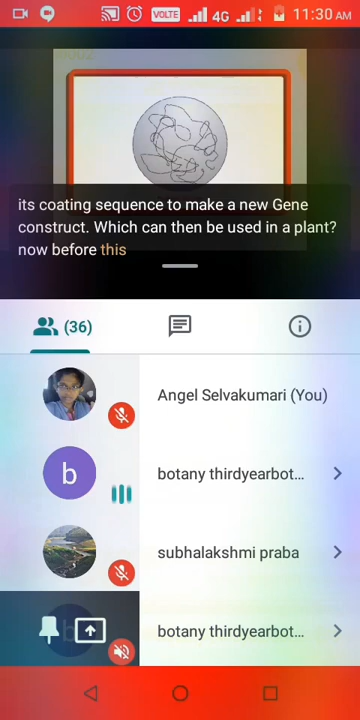 VOLTE
4G
11:30 AM
its coating sequence to make a new Gene
construct. Which can then be used in a plant?
now before this
(36)
Angel Selvakumari (You)
b
botany thirdyearbot...
subhalakshmi praba
botany thirdyearbot...